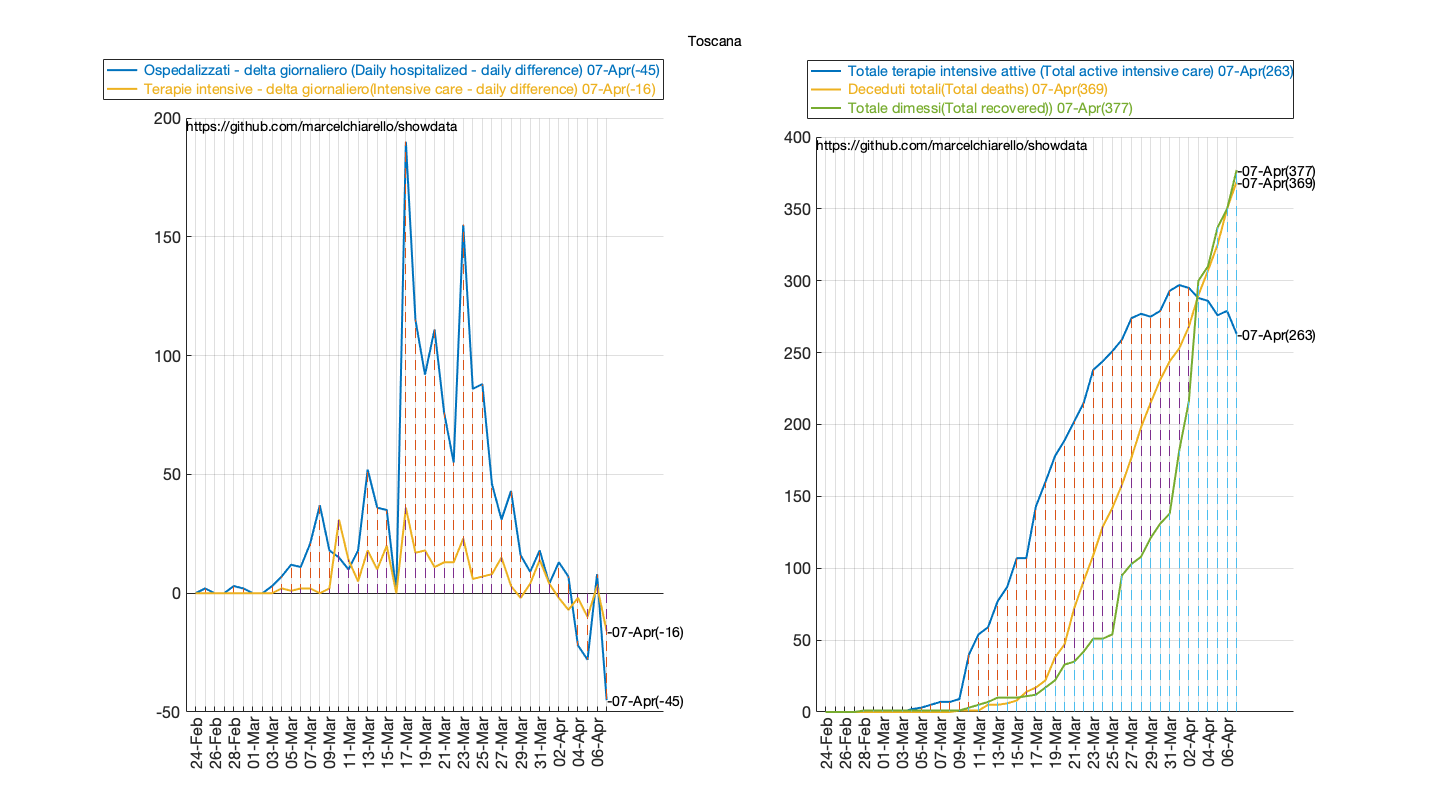 Toscana
Ospedalizzati - delta giornaliero (Daily hospitalized - daily difference) 07-Apr(-45)
Terapie intensive - delta giornaliero(Intensive care - daily difference) 07-Apr(-16)
https://github.com/marcelchiarello/showdata
200
150
100
50
0
-50
-07-Apr(-16)
-07-Apr(-45)
24-Feb
26-Feb
28-Feb
01-Mar
03-Mar
05-Mar
07-Mar
09-Mar
11-Mar
13-Mar
15-Mar
17-Mar
19-Mar
21-Mar
23-Mar
25-Mar
27-Mar
29-Mar
31-Mar
02-Apr
04-Apr
06-Apr
Totale terapie intensive attive (Total active intensive care) 07-Apr(263)
Deceduti totali(Total deaths) 07-Apr(369)
Totale dimessi(Total recovered)) 07-Apr(377)
https://github.com/marcelchiarello/showdata
400
350
300
250
200
150
100
50
0
-07-Apr(377)
-07-Apr(369)
-07-Apr(263)
24-Feb
26-Feb
28-Feb
01-Mar
03-Mar
05-Mar
07-Mar
09-Mar
11-Mar
13-Mar
15-Mar
17-Mar
19-Mar
21-Mar
23-Mar
25-Mar
27-Mar
29-Mar
31-Mar
02-Apr
04-Apr
06-Apr